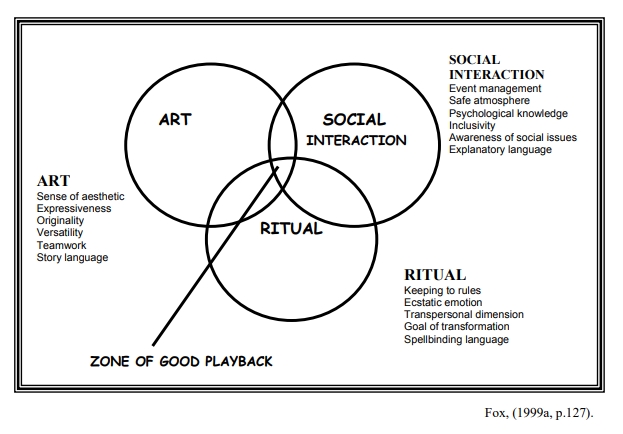 ART
SOCIAL
INTERACTION
RITUAL
ZONE OF GOOD PLAYBACK
SOCIAL
INTERACTION
Event management
Safe atmosphere
Psychological knowledge
Inclusivity
Awareness of social issues
Explanatory language
ART
Sense of aesthetic
Expressiveness
Originality
Versatility
Teamwork
Story language
RITUAL
Keeping to rules
Ecstatic emotion
Transpersonal dimension
Goal of transformation
Spellbinding language
Fox, (1999a, p.127).